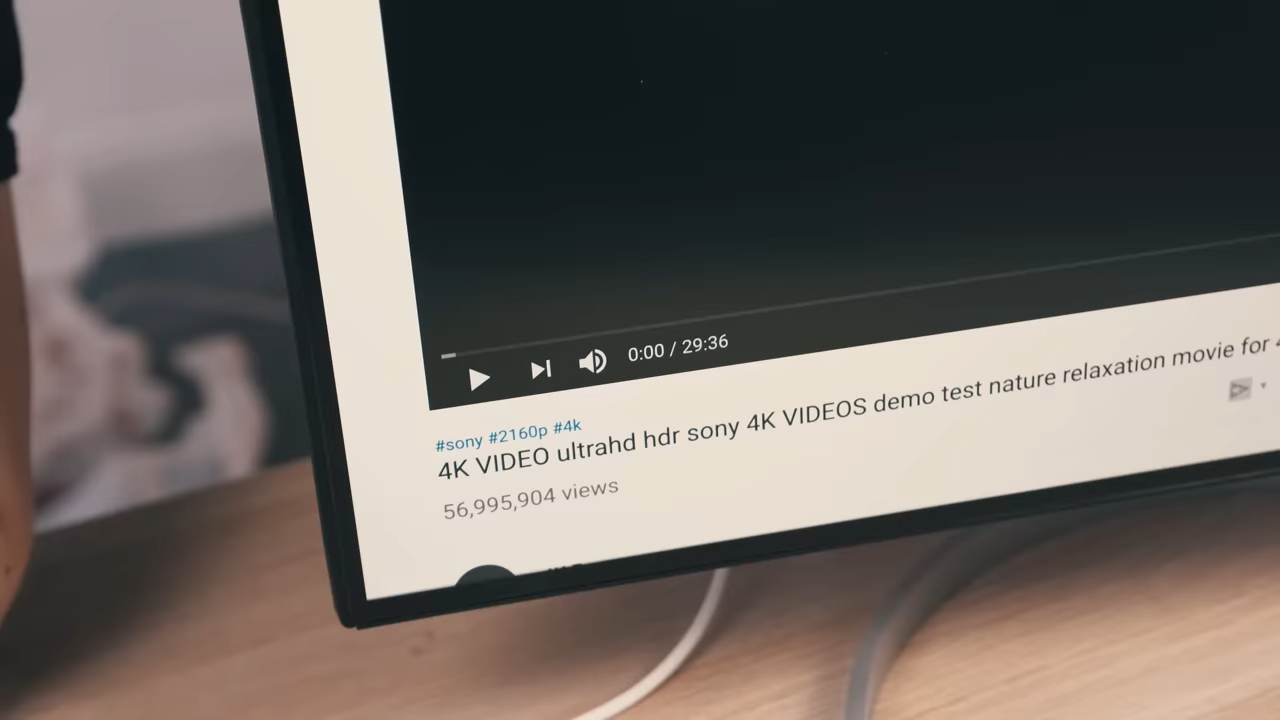 0:00 / 29:36
#sony #2160p #4k
4K VIDEO ultrahd hdr sony 4K VIDEOS demo test nature relaxation movie for
56,995,904 views